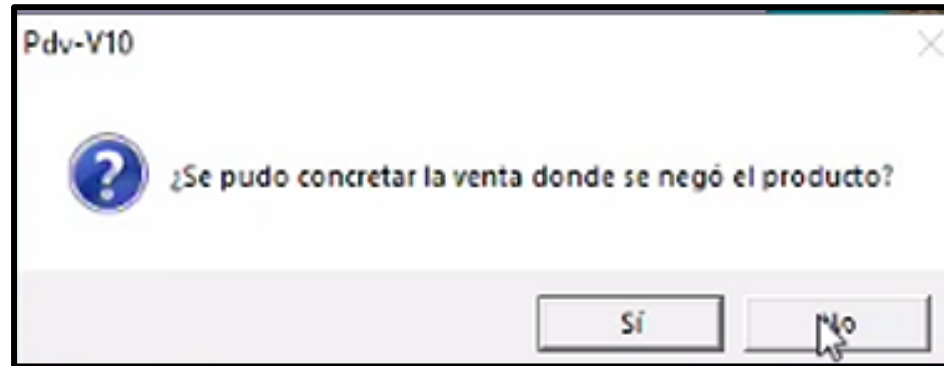 Pdv-V10
¿Se pudo concretar la venta donde se negó el producto?
Sí
No